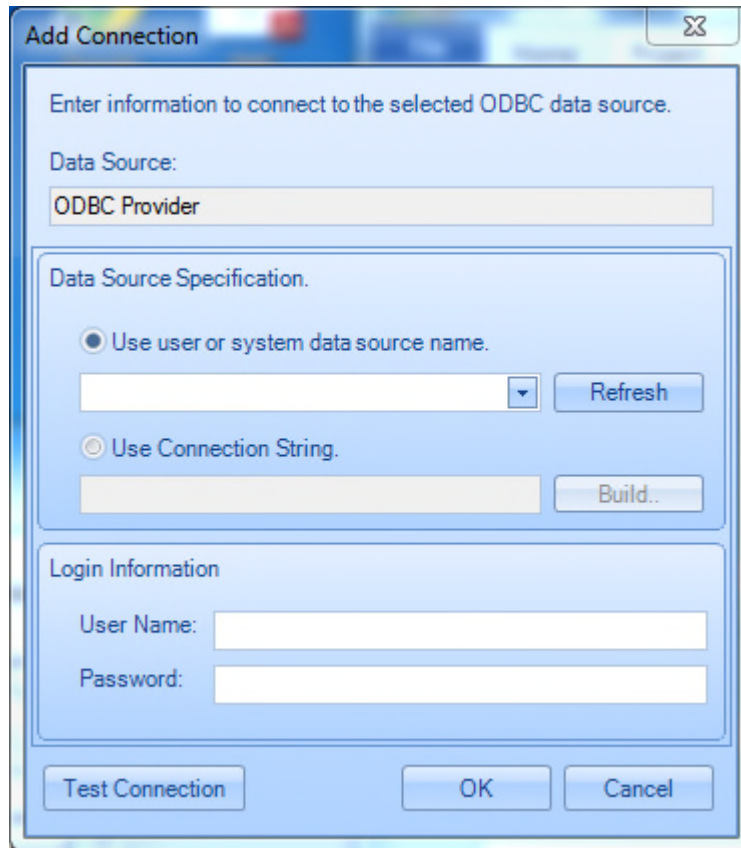 Add Connection
Enter information to connect to the selected ODBC data source.
Data Source:
ODBC Provider
Data Source Specification.
Use user or system data source name.
Refresh
Use Connection String.
Build..
Login Information
User Name:
Password:
Test Connection OK Cancel